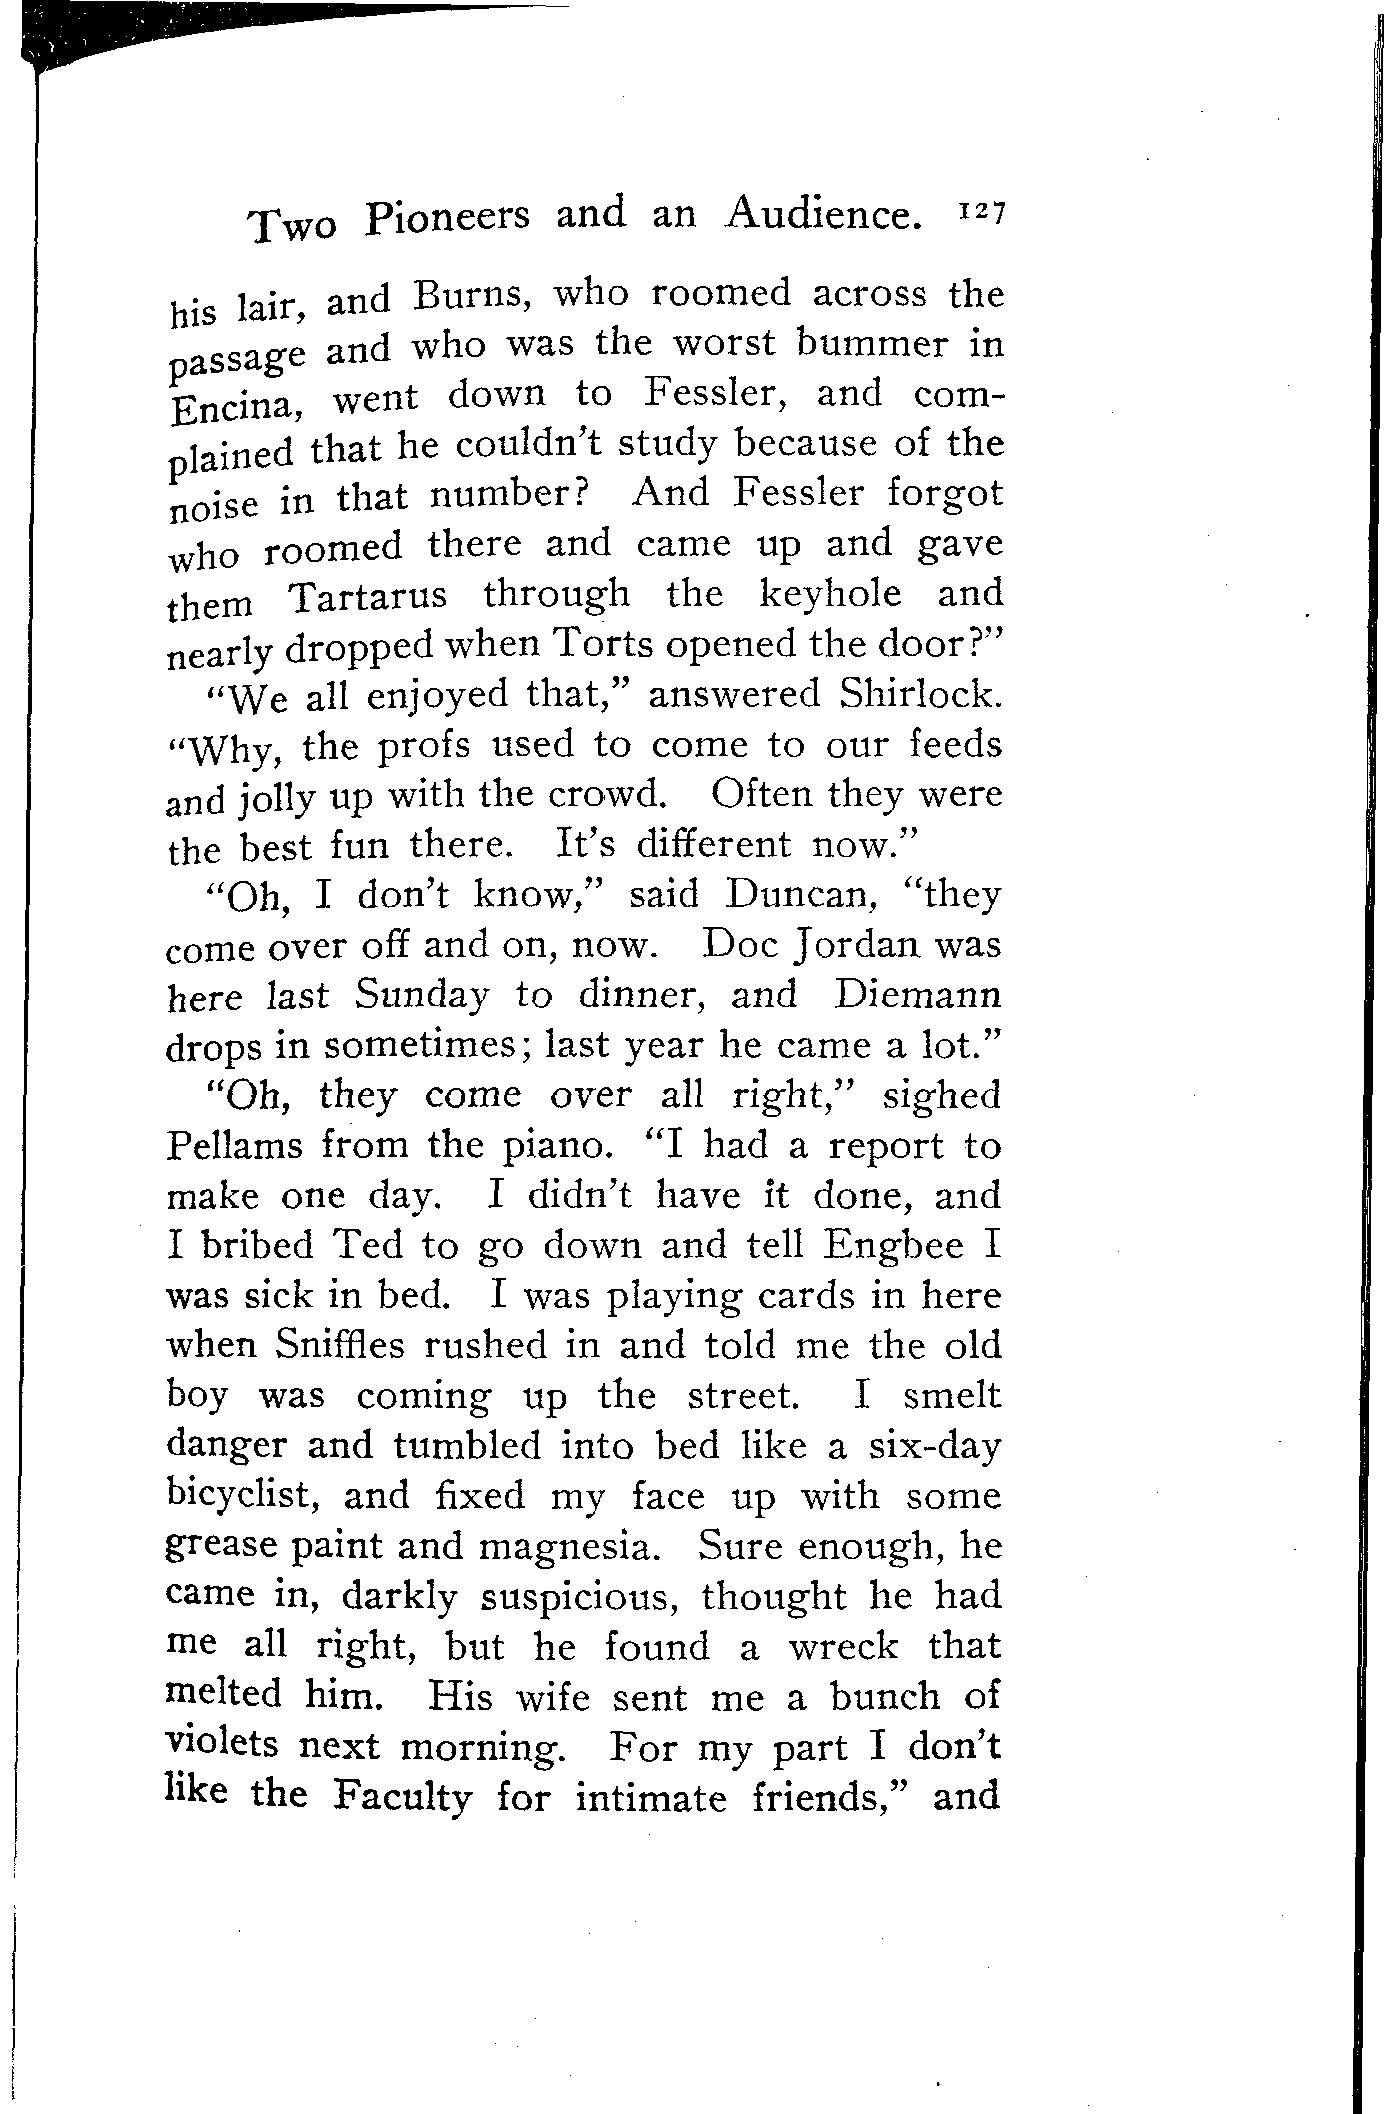 Two Pioneers and an Audience. 127
his lair, and Burns, who roomed across the
passage and who was the worst bummer in
Encina, went down to Fessler, and com-
plained that he couldn't study because of the
noise in that number? And Fessler forgot
who roomed there and came up and gave
them Tartarus through the keyhole and
nearly dropped when Torts opened the door?"
"We all enjoyed that," answered Shirlock.
"Why, the profs used to come to our feeds
and jolly up with the crowd. Often they were
the best fun there. It's different now."
"Oh, I don't know," said Duncan, "they
come over off and on, now. Doc Jordan was
here last Sunday to dinner, and Diemann
drops in sometimes; last year he came a lot."
"Oh, they come over all right," sighed
Pellams from the piano. "I had a report to
make one day. I didn't have it done, and
I bribed Ted to go down and tell Engbee I
was sick in bed. I was playing cards in here
when Sniffles rushed in and told me the old
boy was coming up the street. I smelt
danger and tumbled into bed like a six-day
bicyclist, and fixed my face up with some
grease paint and magnesia. Sure enough, he
came in, darkly suspicious, thought he had
me all right, but he found a wreck that
melted him. His wife sent me a bunch of
violets next morning. For my part I don't
like the Faculty for intimate friends," and